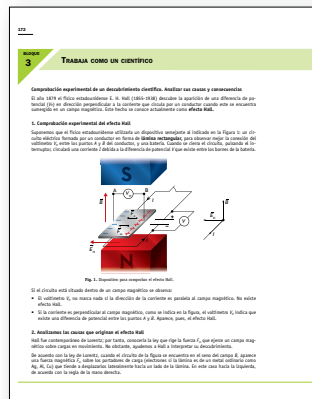 172
BLOQUE
3
TRABAJA COMO UN CIENTÍFICO
Comprobación experimental de un descubrimiento científico. Analizar sus causas y consecuencias
El año 1879 el físico estadounidense E. H. Hall (1855-1938) descubre la aparición de una diferencia de po-
tencial (V) en dirección perpendicular a la corriente que circula por un conductor cuando este se encuentra
sumergido en un campo magnético. Este hecho se conoce actualmente como efecto Hall.
1. Comprobación experimental del efecto Hall
Suponemos que el físico estadounidense utilizaría un dispositivo semejante al indicado en la Figura 1: un cir-
cuito eléctrico formado por un conductor en forma de lámina rectangular, para observar mejor la conexión del
voltímetro V, entre los puntos A y B del conductor, y una batería. Cuando se cierra el circuito, pulsando el in-
terruptor, circulará una corriente I debida a la diferencia de potencial V que existe entre los bornes de la batería.
S
A
B
V
N
Fig. 1. Dispositivo para comprobar el efecto Hall.
Si el circuito está situado dentro de un campo magnético se observa:
• El voltímetro V, no marca nada si la dirección de la corriente es paralela al campo magnético. No existe
efecto Hall.
• Si la corriente es perpendicular al campo magnético, como se indica en la figura, el voltímetro V, indica que
existe una diferencia de potencial entre los puntos A y B. Aparece, pues, el efecto Hall.
2. Analizamos las causas que originan el efecto Hall
Hall fue contemporáneo de Lorentz; por tanto, conocería la ley que rige la fuerza F, que ejerce un campo mag-
nético sobre cargas en movimiento. No obstante, ayudemos a Hall a interpretar su descubrimiento.
De acuerdo con la ley de Lorentz, cuando el circuito de la figura se encuentra en el seno del campo B, aparece
una fuerza magnética F, sobre los portadores de carga (electrones si la lámina es de un metal ordinario como
Ag, Al, Cu) que tiende a desplazarlos lateralmente hacia un lado de la lámina. En este caso hacia la izquierda,
de acuerdo con la regla de la mano derecha.